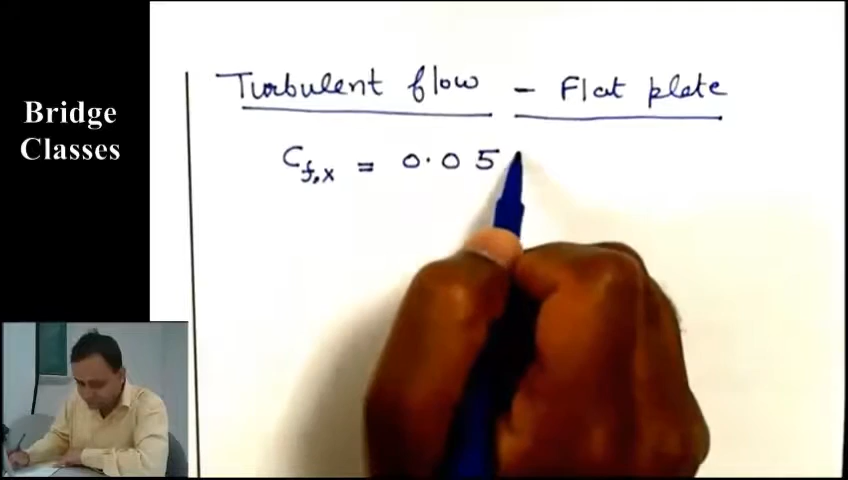 Bridge
Classes
Turbulent flow - Flat plate
Cf,x = 0.05